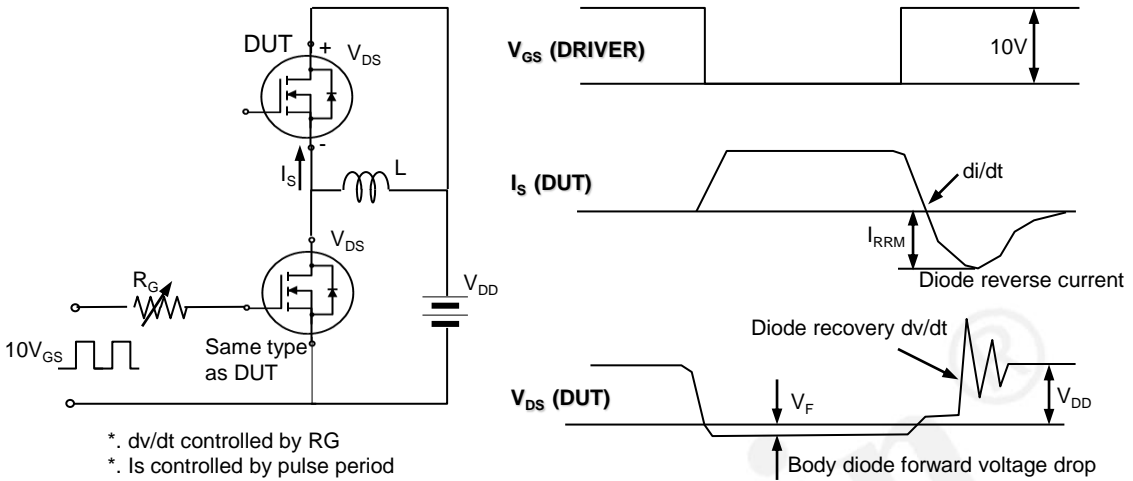 DUT
+
V_DS
-
I_S
L
V_DS
R_G
V_DD
10V_GS
Same type
as DUT
*. dv/dt controlled by RG
*. Is controlled by pulse period
V_GS (DRIVER)
10V
I_S (DUT)
di/dt
I_RRM
Diode reverse current
Diode recovery dv/dt
V_DS (DUT)
V_F
V_DD
Body diode forward voltage drop